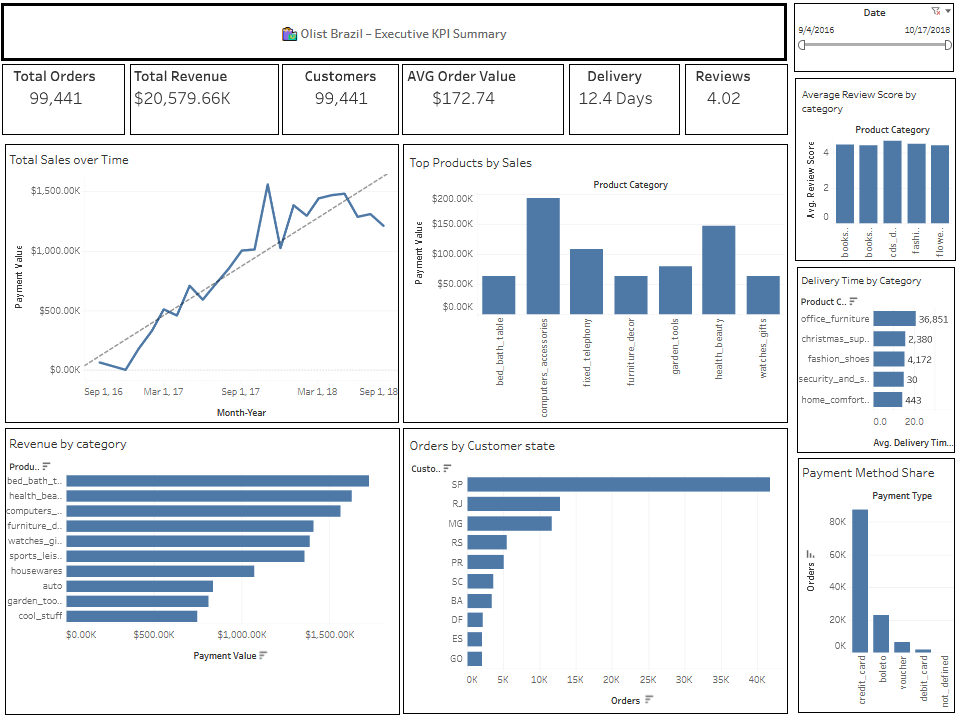 Olist Brazil – Executive KPI Summary
Date
9/4/2016 10/17/2018
Total Orders
99,441
Total Revenue
$20,579.66K
Customers
99,441
AVG Order Value
$172.74
Delivery
12.4 Days
Reviews
4.02
Total Sales over Time
Payment Value
$1,500.00K
$1,000.00K
$500.00K
$0.00K
Sep 1, 16 Mar 1, 17 Sep 1, 17 Mar 1, 18 Sep 1, 18
Month-Year
Top Products by Sales
Product Category
Payment Value
$200.00K
$150.00K
$100.00K
$50.00K
$0.00K
bed_bath_table
computers_accessories
fixed_telephony
furniture_decor
garden_tools
health_beauty
watches_gifts
Average Review Score by
category
Product Category
Avg. Review Score
4
2
0
books..
books..
cds_d..
fashi..
flowe..
Delivery Time by Category
Product C..
office_furniture 36,851
christmas_sup.. 2,380
fashion_shoes 4,172
security_and_s.. 30
home_comfort.. 443
0.0 20.0
Avg. Delivery Tim...
Revenue by category
Produ..
bed_bath_t..
health_bea..
computers_..
furniture_d..
watches_gi..
sports_leis..
housewares
auto
garden_too..
cool_stuff
$0.00K $500.00K $1,000.00K $1,500.00K
Payment Value
Orders by Customer state
Custo..
SP
RJ
MG
RS
PR
SC
BA
DF
ES
GO
0K 5K 10K 15K 20K 25K 30K 35K 40K
Orders
Payment Method Share
Payment Type
Orders
80K
60K
40K
20K
0K
credit_card
boleto
voucher
debit_card
not_defined